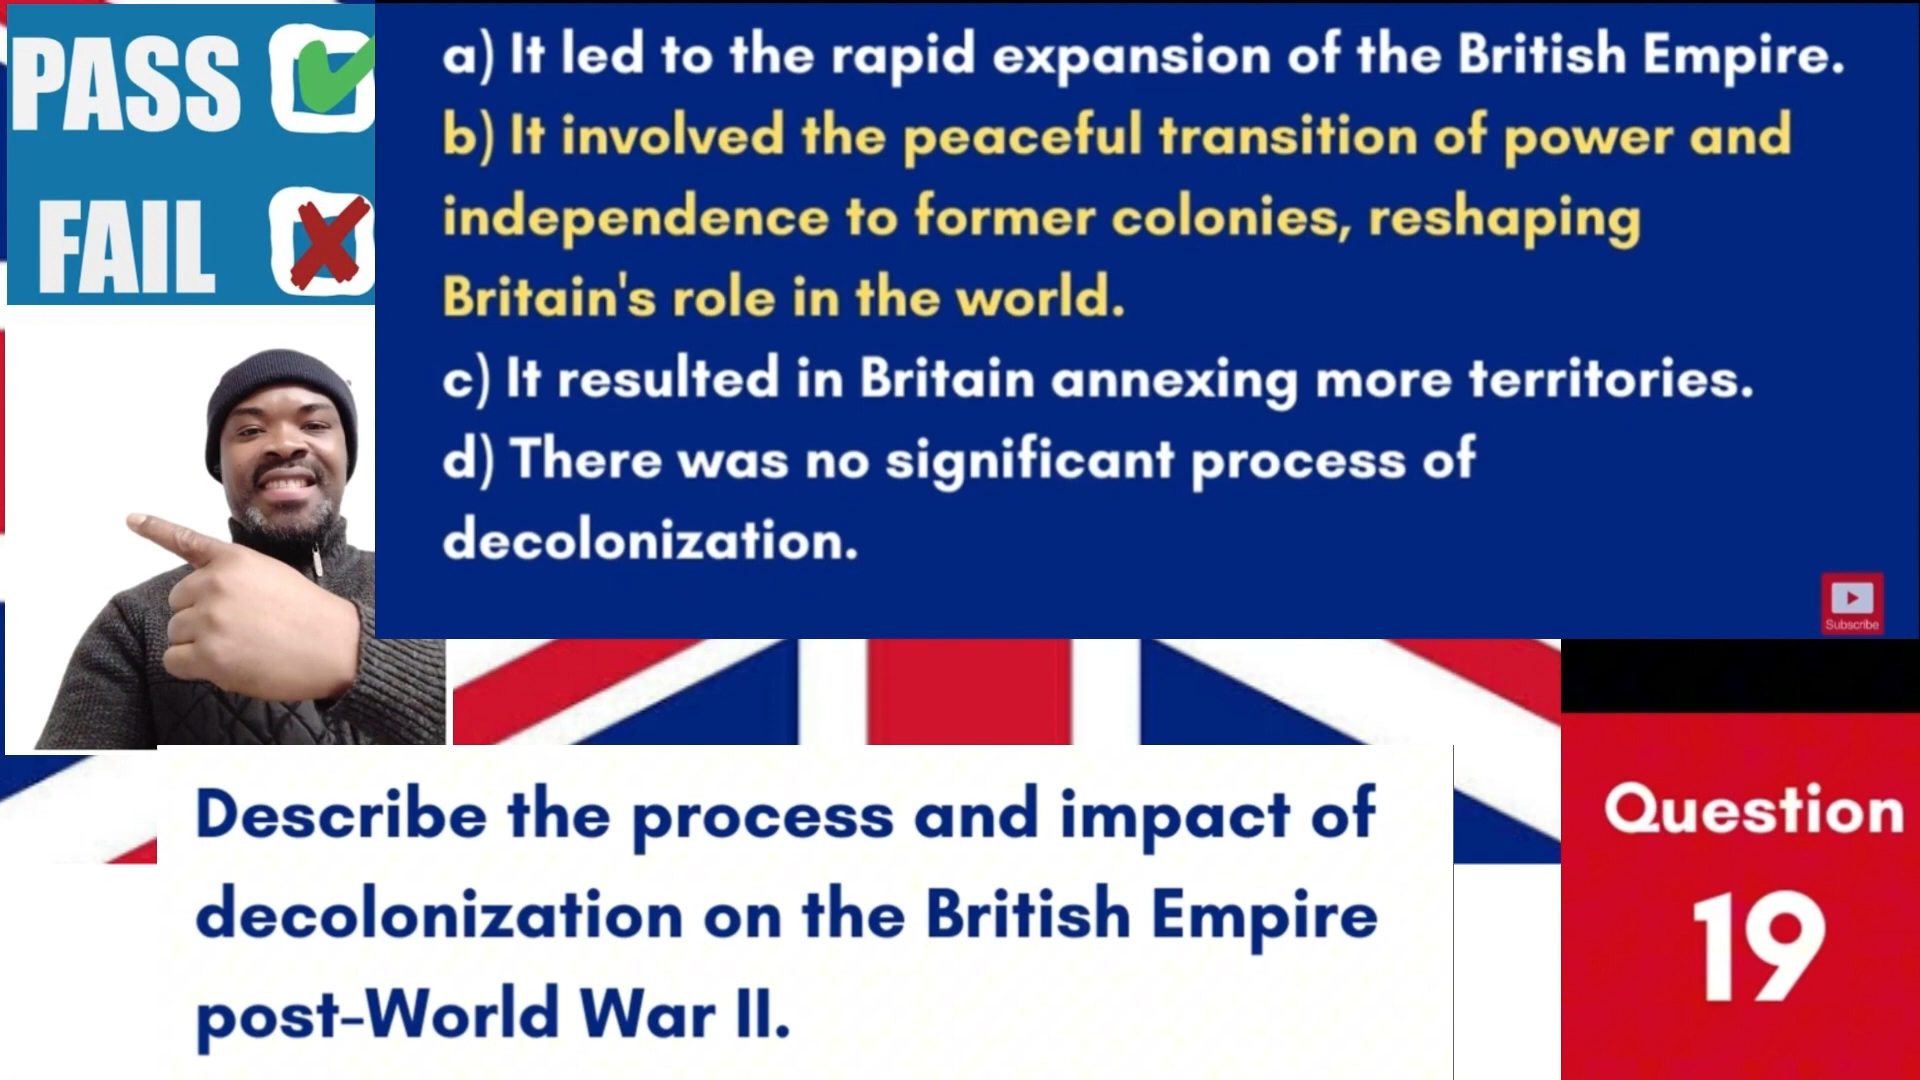 PASS
FAIL
a) It led to the rapid expansion of the British Empire.
b) It involved the peaceful transition of power and
independence to former colonies, reshaping
Britain's role in the world.
c) It resulted in Britain annexing more territories.
d) There was no significant process of
decolonization.
Subscribe
Describe the process and impact of
decolonization on the British Empire
post-World War II.
Question
19